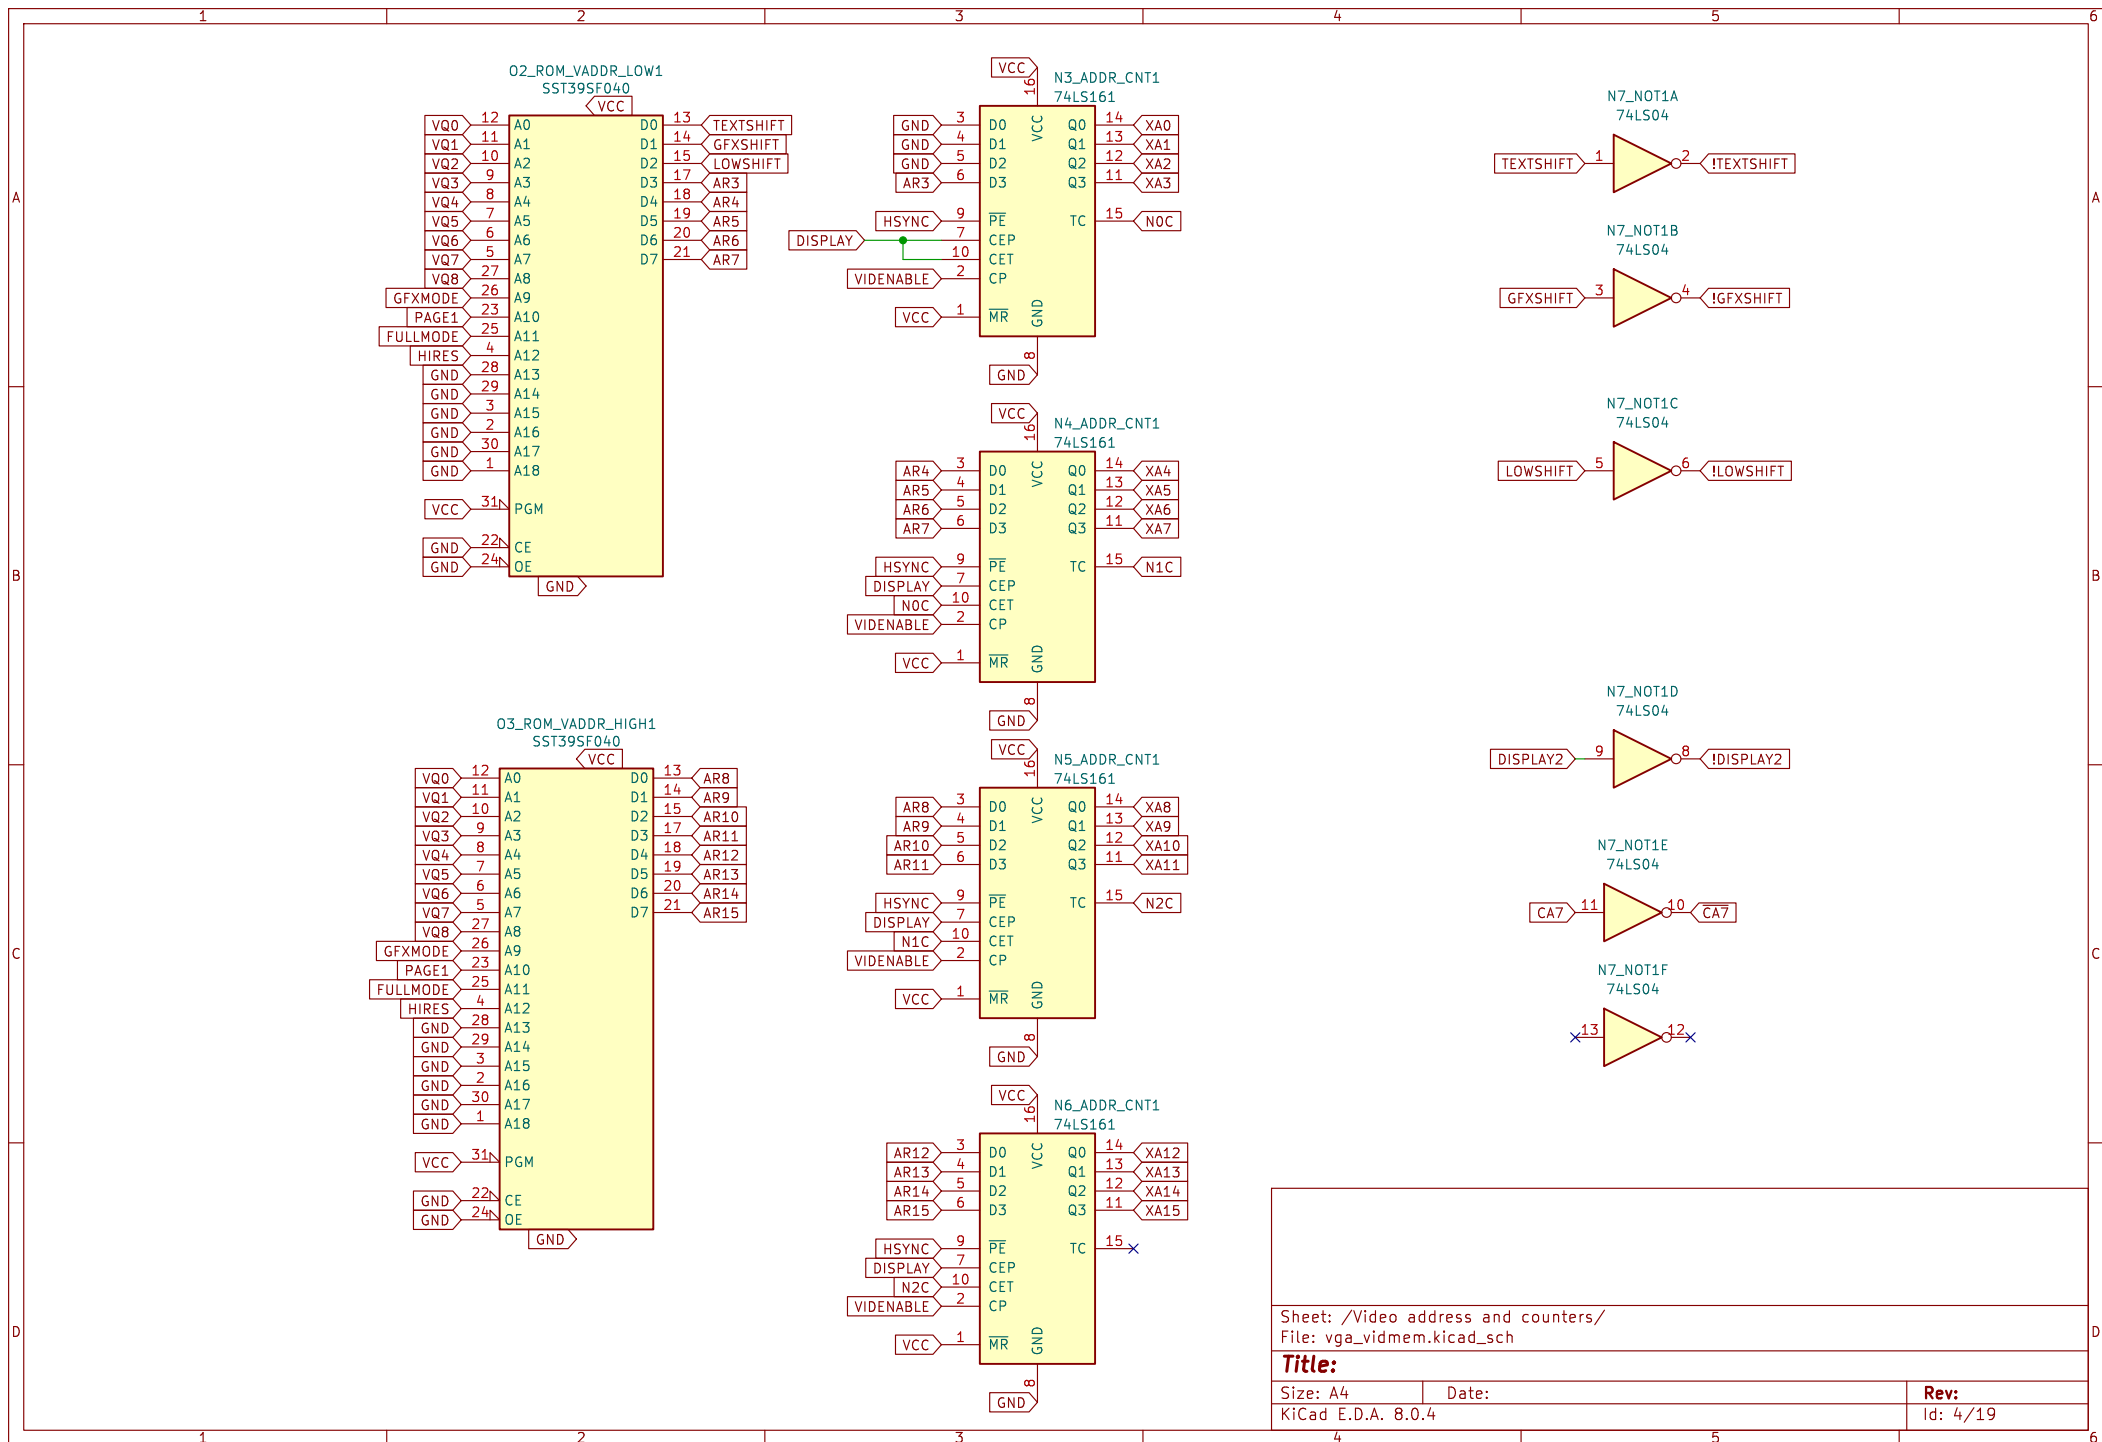 1 2 3 4 5 6
A
B
C
D
A
B
C
D
1 2 3 4 5 6
O2_ROM_VADDR_LOW1
SST39SF040
VCC
VQ0 12 A0 D0 13 TEXTSHIFT
VQ1 11 A1 D1 14 GFXSHIFT
VQ2 10 A2 D2 15 LOWSHIFT
VQ3 9 A3 D3 17 AR3
VQ4 8 A4 D4 18 AR4
VQ5 7 A5 D5 19 AR5
VQ6 6 A6 D6 20 AR6
VQ7 5 A7 D7 21 AR7
VQ8 27 A8
GFXMODE 26 A9
PAGE1 23 A10
FULLMODE 25 A11
HIRES 4 A12
GND 28 A13
GND 29 A14
GND 3 A15
GND 2 A16
GND 30 A17
GND 1 A18
VCC 31 PGM
GND 22 CE
GND 24 OE
GND
O3_ROM_VADDR_HIGH1
SST39SF040
VCC
VQ0 12 A0 D0 13 AR8
VQ1 11 A1 D1 14 AR9
VQ2 10 A2 D2 15 AR10
VQ3 9 A3 D3 17 AR11
VQ4 8 A4 D4 18 AR12
VQ5 7 A5 D5 19 AR13
VQ6 6 A6 D6 20 AR14
VQ7 5 A7 D7 21 AR15
VQ8 27 A8
GFXMODE 26 A9
PAGE1 23 A10
FULLMODE 25 A11
HIRES 4 A12
GND 28 A13
GND 29 A14
GND 3 A15
GND 2 A16
GND 30 A17
GND 1 A18
VCC 31 PGM
GND 22 CE
GND 24 OE
GND
VCC 16 N3_ADDR_CNT1
74LS161
VCC
GND 3 D0 Q0 14 XA0
GND 4 D1 Q1 13 XA1
GND 5 D2 Q2 12 XA2
AR3 6 D3 Q3 11 XA3
HSYNC 9 PE TC 15 N0C
DISPLAY 7 CEP
10 CET
VIDENABLE 2 CP
VCC 1 MR GND
GND 8
VCC 16 N4_ADDR_CNT1
74LS161
VCC
AR4 3 D0 Q0 14 XA4
AR5 4 D1 Q1 13 XA5
AR6 5 D2 Q2 12 XA6
AR7 6 D3 Q3 11 XA7
HSYNC 9 PE TC 15 N1C
DISPLAY 7 CEP
N0C 10 CET
VIDENABLE 2 CP
VCC 1 MR GND
GND 8
VCC 16 N5_ADDR_CNT1
74LS161
VCC
AR8 3 D0 Q0 14 XA8
AR9 4 D1 Q1 13 XA9
AR10 5 D2 Q2 12 XA10
AR11 6 D3 Q3 11 XA11
HSYNC 9 PE TC 15 N2C
DISPLAY 7 CEP
N1C 10 CET
VIDENABLE 2 CP
VCC 1 MR GND
GND 8
VCC 16 N6_ADDR_CNT1
74LS161
VCC
AR12 3 D0 Q0 14 XA12
AR13 4 D1 Q1 13 XA13
AR14 5 D2 Q2 12 XA14
AR15 6 D3 Q3 11 XA15
HSYNC 9 PE TC 15
DISPLAY 7 CEP
N2C 10 CET
VIDENABLE 2 CP
VCC 1 MR GND
GND 8
N7_NOT1A
74LS04
TEXTSHIFT 1 2 !TEXTSHIFT
N7_NOT1B
74LS04
GFXSHIFT 3 4 !GFXSHIFT
N7_NOT1C
74LS04
LOWSHIFT 5 6 !LOWSHIFT
N7_NOT1D
74LS04
DISPLAY2 9 8 !DISPLAY2
N7_NOT1E
74LS04
CA7 11 10 CA7
N7_NOT1F
74LS04
13 12
Sheet: /Video address and counters/
File: vga_vidmem.kicad_sch
Title:
Size: A4 Date: Rev:
KiCad E.D.A. 8.0.4 Id: 4/19